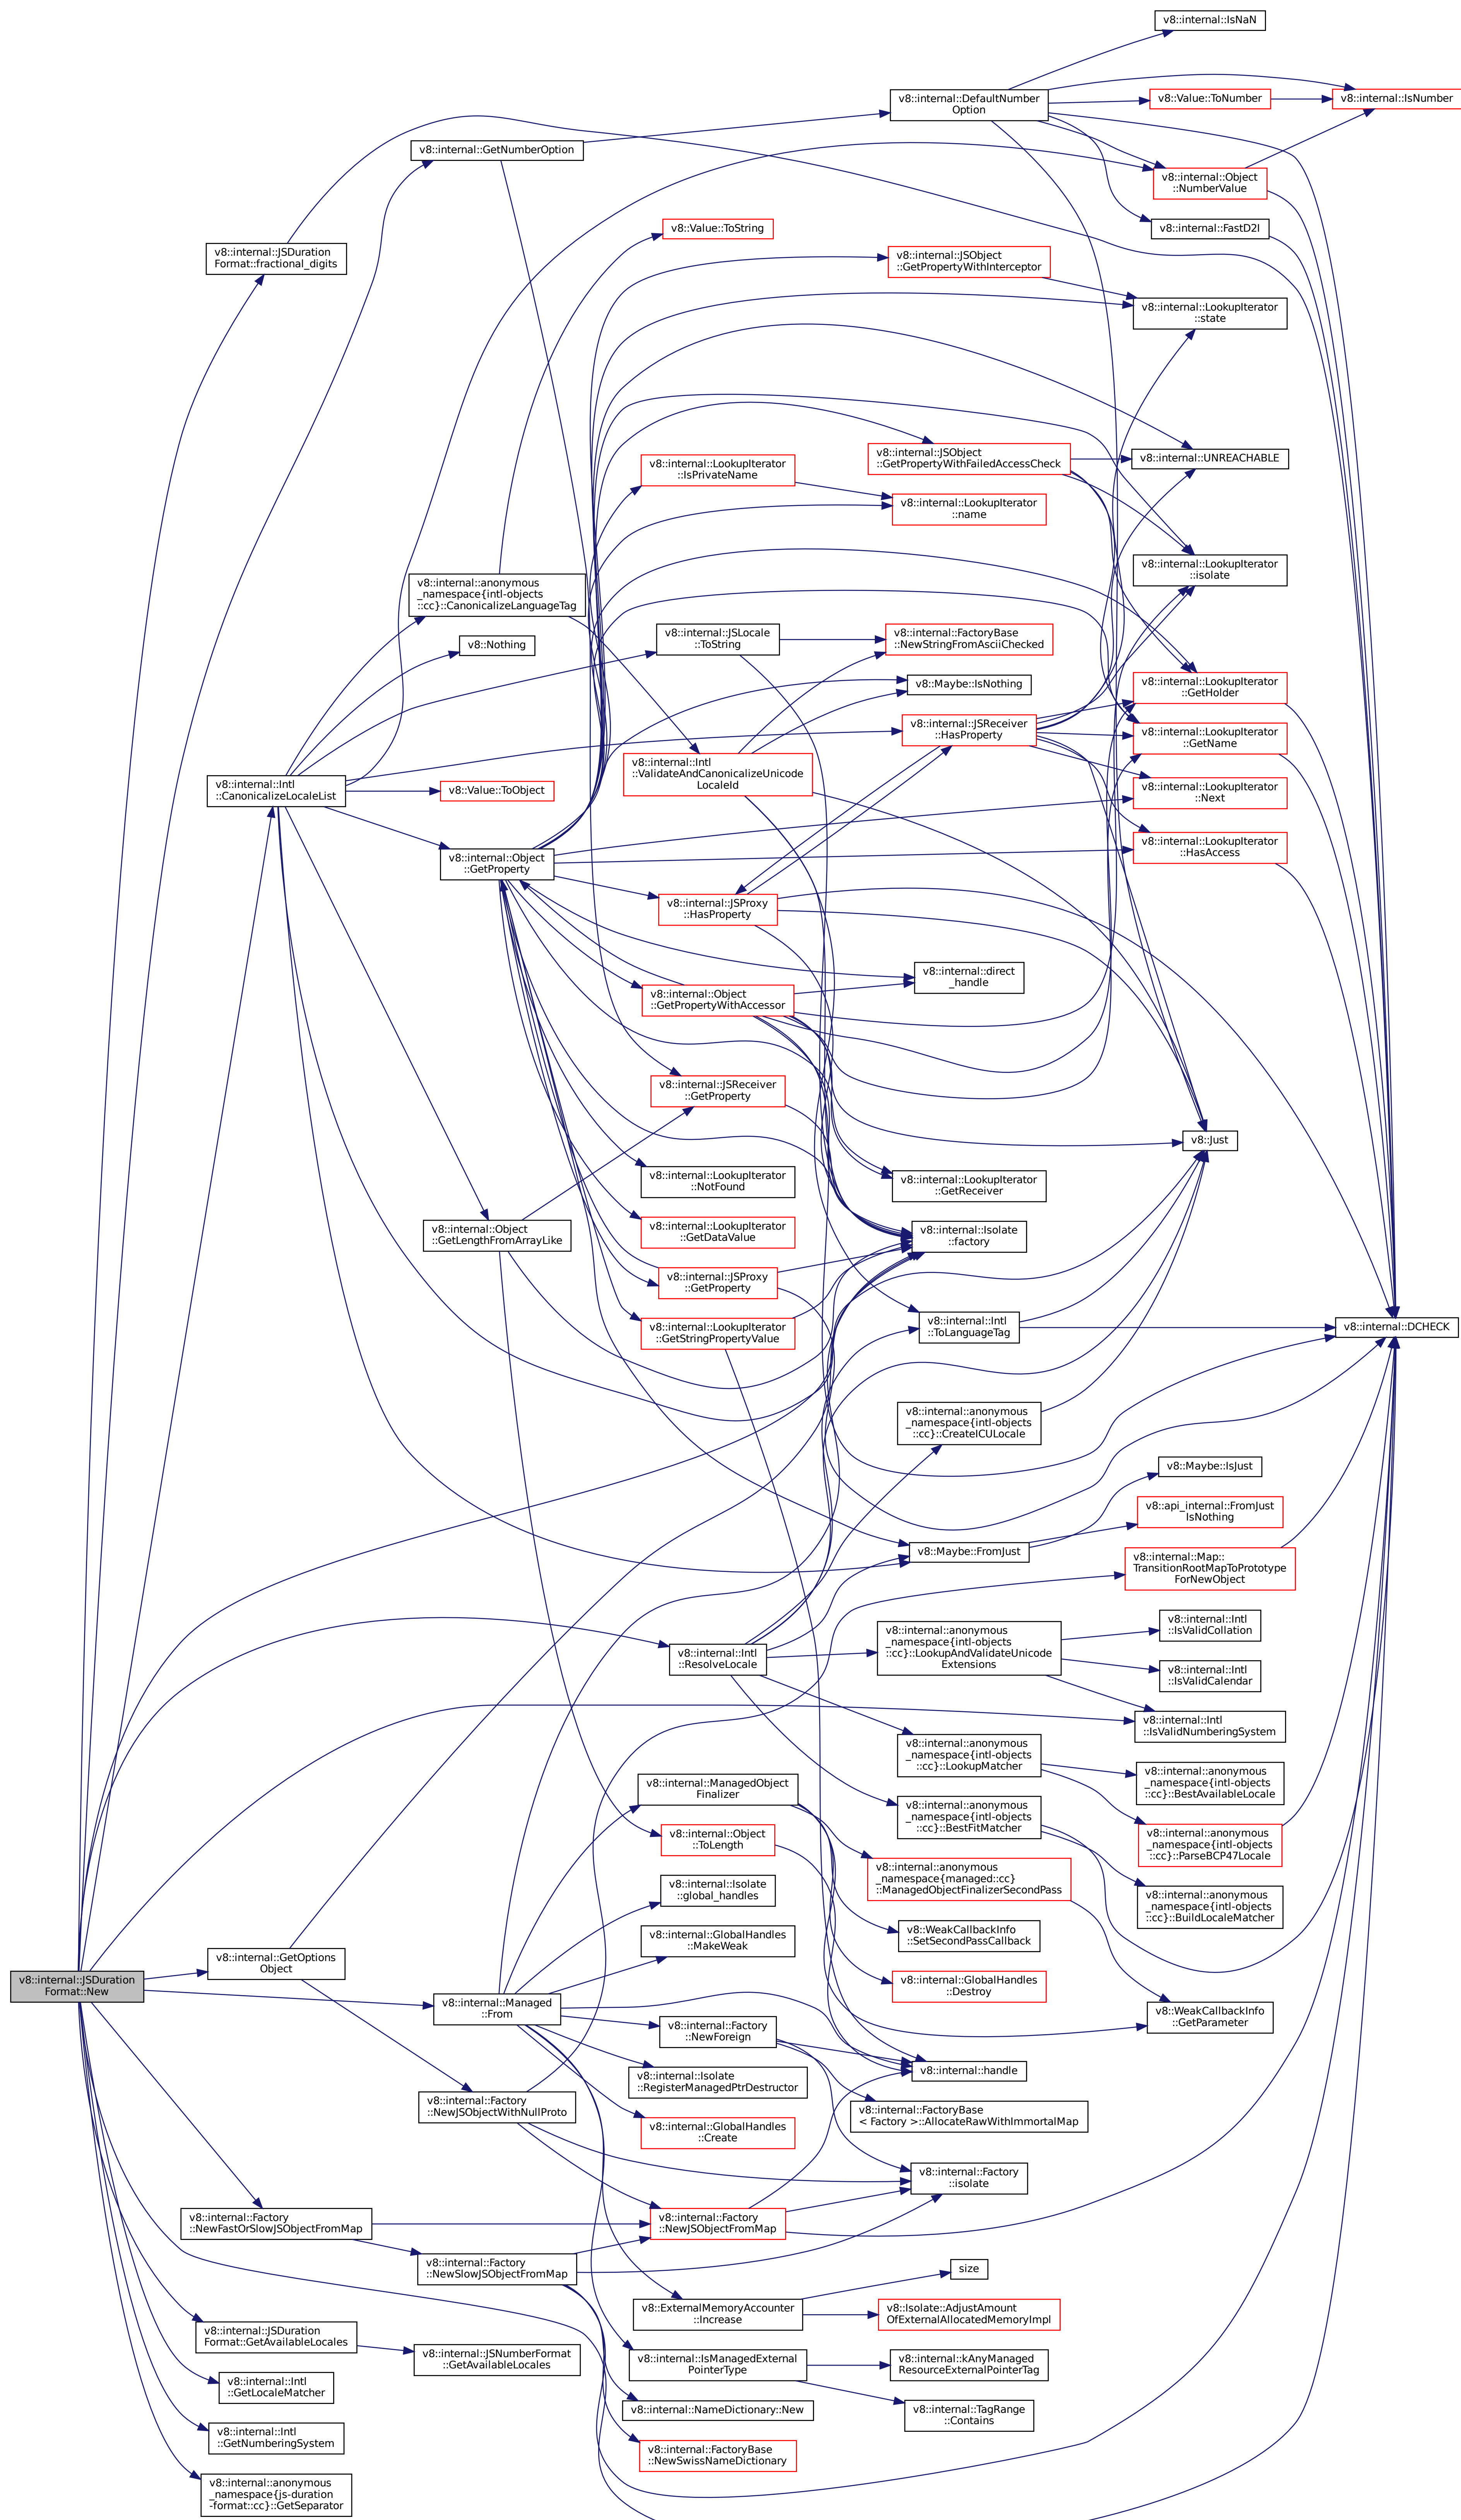 v8::internal::IsNaN
v8::internal::DefaultNumber
Option
v8::Value::ToNumber
v8::internal::IsNumber
v8::internal::GetNumberOption
v8::internal::Object
::NumberValue
v8::internal::FastD2I
v8::Value::ToString
v8::internal::JSDuration
Format::fractional_digits
v8::internal::JSObject
::GetPropertyWithInterceptor
v8::internal::LookupIterator
::state
v8::internal::JSObject
::GetPropertyWithFailedAccessCheck
v8::internal::UNREACHABLE
v8::internal::LookupIterator
::IsPrivateName
v8::internal::LookupIterator
::name
v8::internal::LookupIterator
::isolate
v8::internal::anonymous
_namespace{intl-objects
::cc}::CanonicalizeLanguageTag
v8::Nothing
v8::internal::JSLocale
::ToString
v8::internal::FactoryBase
::NewStringFromAsciiChecked
v8::Maybe::IsNothing
v8::internal::LookupIterator
::GetHolder
v8::internal::JSReceiver
::HasProperty
v8::internal::LookupIterator
::GetName
v8::internal::Intl
::ValidateAndCanonicalizeUnicode
LocaleId
v8::internal::Intl
::CanonicalizeLocaleList
v8::Value::ToObject
v8::internal::LookupIterator
::Next
v8::internal::Object
::GetProperty
v8::internal::LookupIterator
::HasAccess
v8::internal::JSProxy
::HasProperty
v8::internal::direct
_handle
v8::internal::Object
::GetPropertyWithAccessor
v8::internal::JSReceiver
::GetProperty
v8::Just
v8::internal::LookupIterator
::NotFound
v8::internal::LookupIterator
::GetReceiver
v8::internal::Object
::GetLengthFromArrayLike
v8::internal::LookupIterator
::GetDataValue
v8::internal::Isolate
::factory
v8::internal::JSProxy
::GetProperty
v8::internal::LookupIterator
::GetStringPropertyValue
v8::internal::Intl
::ToLanguageTag
v8::internal::DCHECK
v8::internal::anonymous
_namespace{intl-objects
::cc}::CreateICULocale
v8::Maybe::IsJust
v8::api_internal::FromJust
IsNothing
v8::Maybe::FromJust
v8::internal::Map::
TransitionRootMapToPrototype
ForNewObject
v8::internal::Intl
::IsValidCollation
v8::internal::Intl
::ResolveLocale
v8::internal::anonymous
_namespace{intl-objects
::cc}::LookupAndValidateUnicode
Extensions
v8::internal::Intl
::IsValidCalendar
v8::internal::Intl
::IsValidNumberingSystem
v8::internal::anonymous
_namespace{intl-objects
::cc}::LookupMatcher
v8::internal::anonymous
_namespace{intl-objects
::cc}::BestAvailableLocale
v8::internal::ManagedObject
Finalizer
v8::internal::anonymous
_namespace{intl-objects
::cc}::BestFitMatcher
v8::internal::anonymous
_namespace{intl-objects
::cc}::ParseBCP47Locale
v8::internal::Object
::ToLength
v8::internal::anonymous
_namespace{managed::cc}
::ManagedObjectFinalizerSecondPass
v8::internal::anonymous
_namespace{intl-objects
::cc}::BuildLocaleMatcher
v8::internal::Isolate
::global_handles
v8::WeakCallbackInfo
::SetSecondPassCallback
v8::internal::GlobalHandles
::MakeWeak
v8::internal::GetOptions
Object
v8::internal::JSDuration
Format::New
v8::internal::GlobalHandles
::Destroy
v8::internal::Managed
::From
v8::WeakCallbackInfo
::GetParameter
v8::internal::Factory
::NewForeign
v8::internal::handle
v8::internal::Isolate
::RegisterManagedPtrDestructor
v8::internal::Factory
::NewJSObjectWithNullProto
v8::internal::FactoryBase
< Factory >::AllocateRawWithImmortalMap
v8::internal::GlobalHandles
::Create
v8::internal::Factory
::isolate
v8::internal::Factory
::NewFastOrSlowJSObjectFromMap
v8::internal::Factory
::NewJSObjectFromMap
v8::internal::Factory
::NewSlowJSObjectFromMap
size
v8::ExternalMemoryAccounter
::Increase
v8::Isolate::AdjustAmount
OfExternalAllocatedMemoryImpl
v8::internal::JSDuration
Format::GetAvailableLocales
v8::internal::JSNumberFormat
::GetAvailableLocales
v8::internal::IsManagedExternal
PointerType
v8::internal::kAnyManaged
ResourceExternalPointerTag
v8::internal::Intl
::GetLocaleMatcher
v8::internal::TagRange
::Contains
v8::internal::NameDictionary::New
v8::internal::Intl
::GetNumberingSystem
v8::internal::FactoryBase
::NewSwissNameDictionary
v8::internal::anonymous
_namespace{js-duration
-format::cc}::GetSeparator